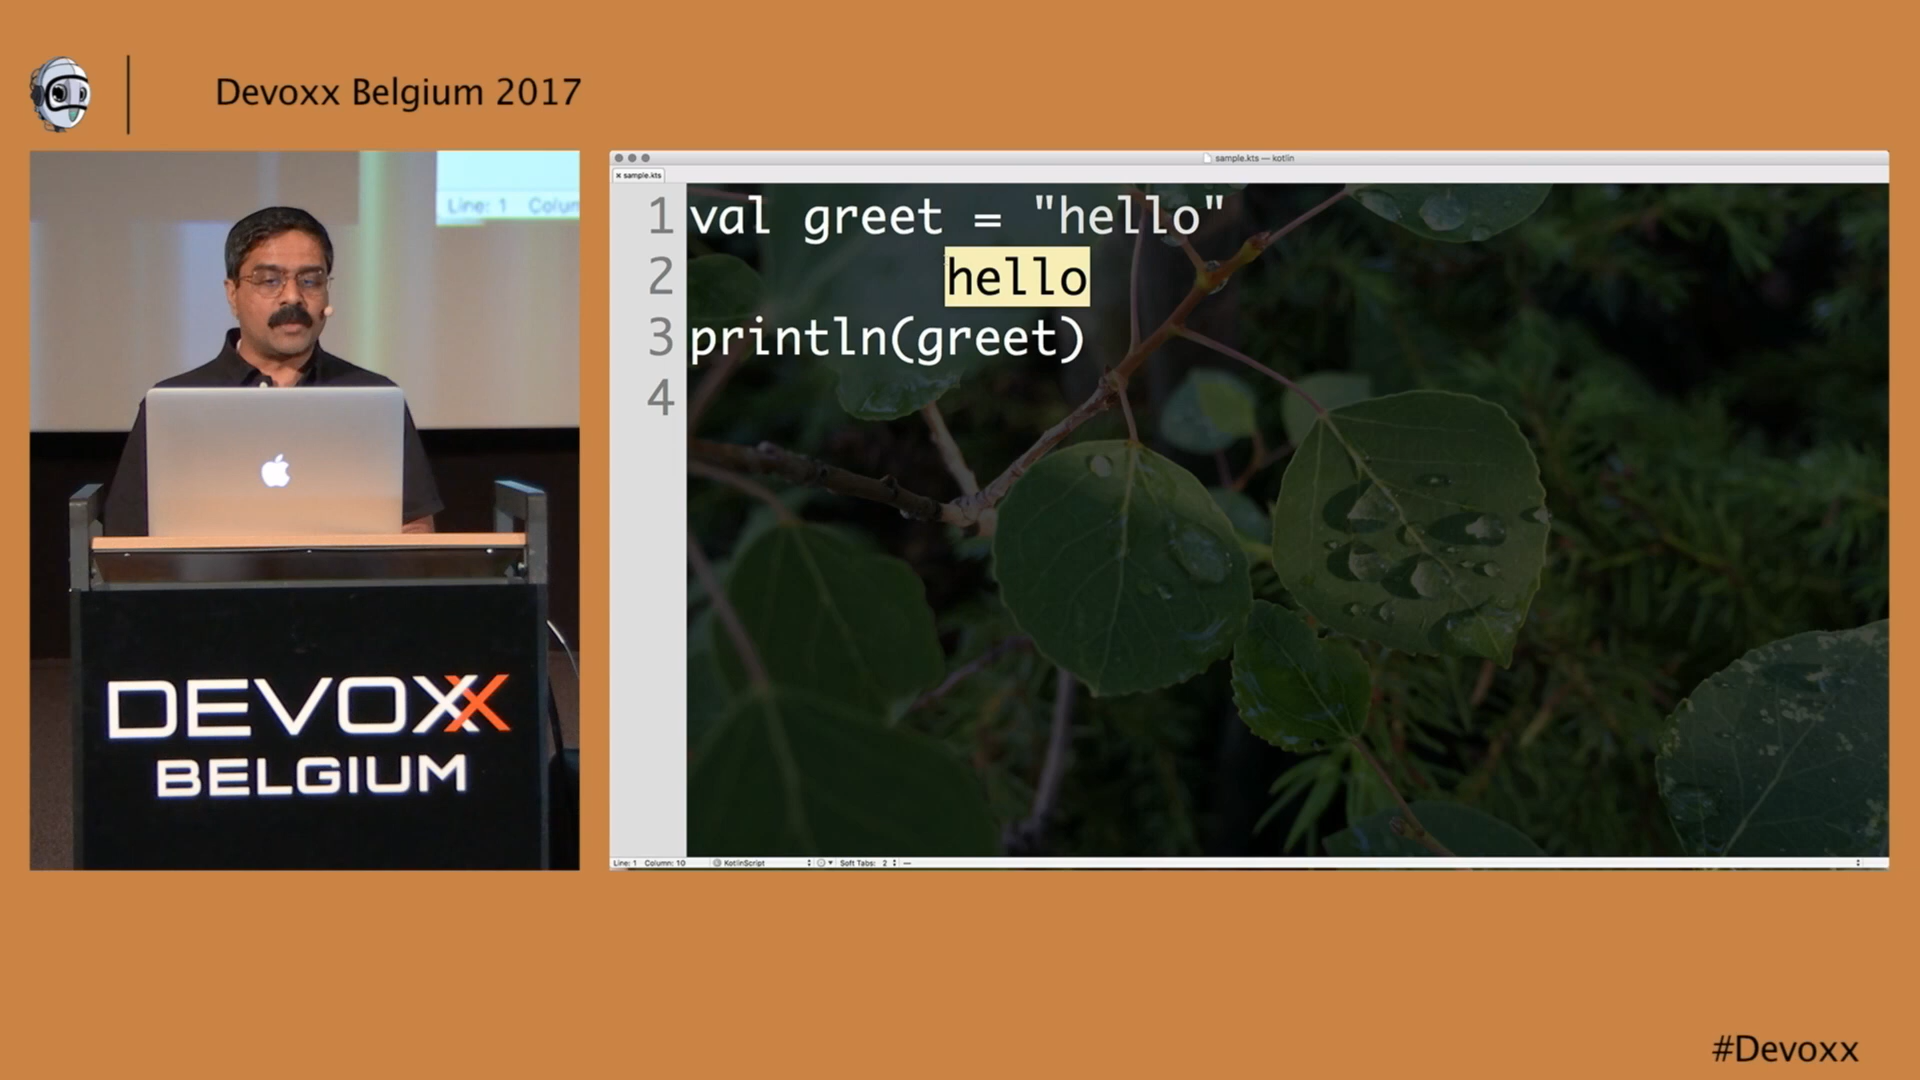 Devoxx Belgium 2017
Line: 1 Colum
DEVOXX
BELGIUM
sample.kts — kotlin
× sample.kts
1 val greet = "hello"
2 hello
3 println(greet)
4
Line: 1 Column: 10 KotlinScript Soft Tabs: 2
#Devoxx